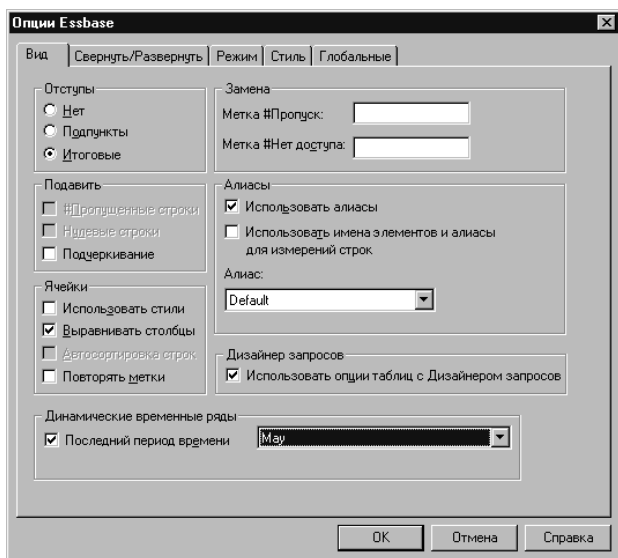 Опции Essbase
Вид
Свернуть/Развернуть
Режим
Стиль
Глобальные
Отступы
Нет
Подпункты
Итоговые
Замена
Метка #Пропуск:
Метка #Нет доступа:
Подавить
#Пропущенные строки
Нулевые строки
Подчеркивание
Алиасы
Использовать алиасы
Использовать имена элементов и алиасы
для измерений строк
Алиас:
Default
Ячейки
Использовать стили
Выравнивать столбцы
Автосортировка строк
Повторять метки
Дизайнер запросов
Использовать опции таблиц с Дизайнером запросов
Динамические временные ряды
Последний период времени
May
OK
Отмена
Справка